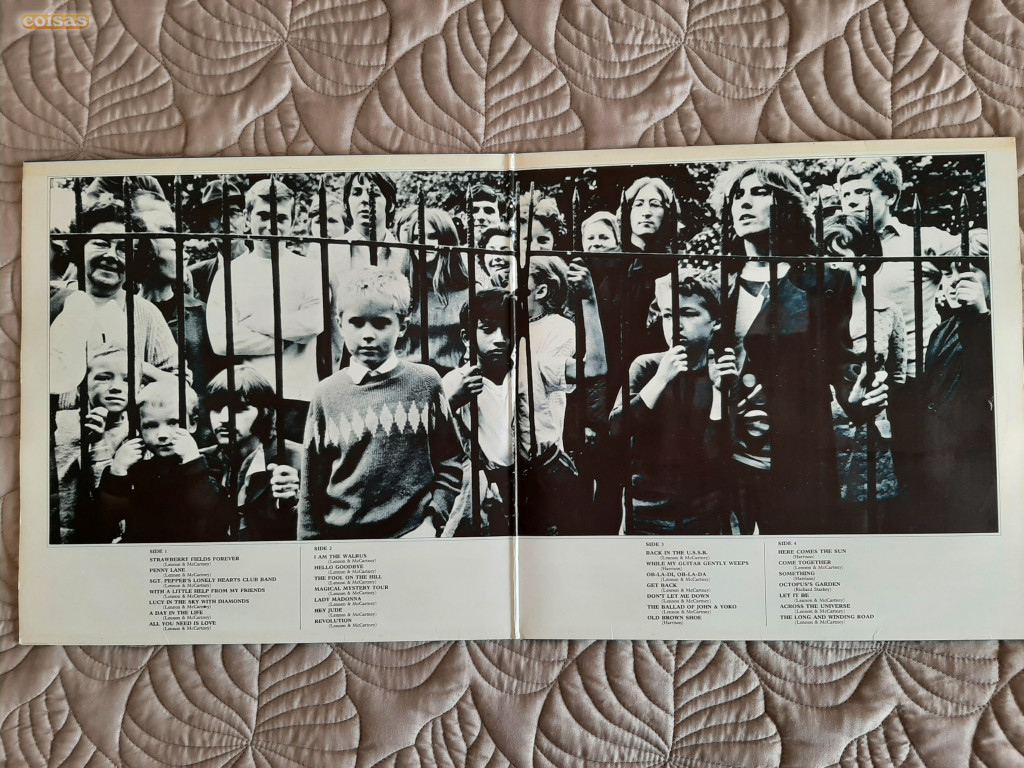 coisas
SIDE 1
STRAWBERRY FIELDS FOREVER
(Lennon & McCartney)
PENNY LANE
(Lennon & McCartney)
SGT. PEPPER'S LONELY HEARTS CLUB BAND
(Lennon & McCartney)
WITH A LITTLE HELP FROM MY FRIENDS
(Lennon & McCartney)
LUCY IN THE SKY WITH DIAMONDS
(Lennon & McCartney)
A DAY IN THE LIFE
(Lennon & McCartney)
ALL YOU NEED IS LOVE
(Lennon & McCartney)
SIDE 2
I AM THE WALRUS
(Lennon & McCartney)
HELLO GOODBYE
(Lennon & McCartney)
THE FOOL ON THE HILL
(Lennon & McCartney)
MAGICAL MYSTERY TOUR
(Lennon & McCartney)
LADY MADONNA
(Lennon & McCartney)
HEY JUDE
(Lennon & McCartney)
REVOLUTION
(Lennon & McCartney)
SIDE 3
BACK IN THE U.S.S.R.
(Lennon & McCartney)
WHILE MY GUITAR GENTLY WEEPS
(Harrison)
OB-LA-DI, OB-LA-DA
(Lennon & McCartney)
GET BACK
(Lennon & McCartney)
DON'T LET ME DOWN
(Lennon & McCartney)
THE BALLAD OF JOHN & YOKO
(Lennon & McCartney)
OLD BROWN SHOE
(Harrison)
SIDE 4
HERE COMES THE SUN
(Harrison)
COME TOGETHER
(Lennon & McCartney)
SOMETHING
(Harrison)
OCTOPUS'S GARDEN
(Richard Starkey)
LET IT BE
(Lennon & McCartney)
ACROSS THE UNIVERSE
(Lennon & McCartney)
THE LONG AND WINDING ROAD
(Lennon & McCartney)